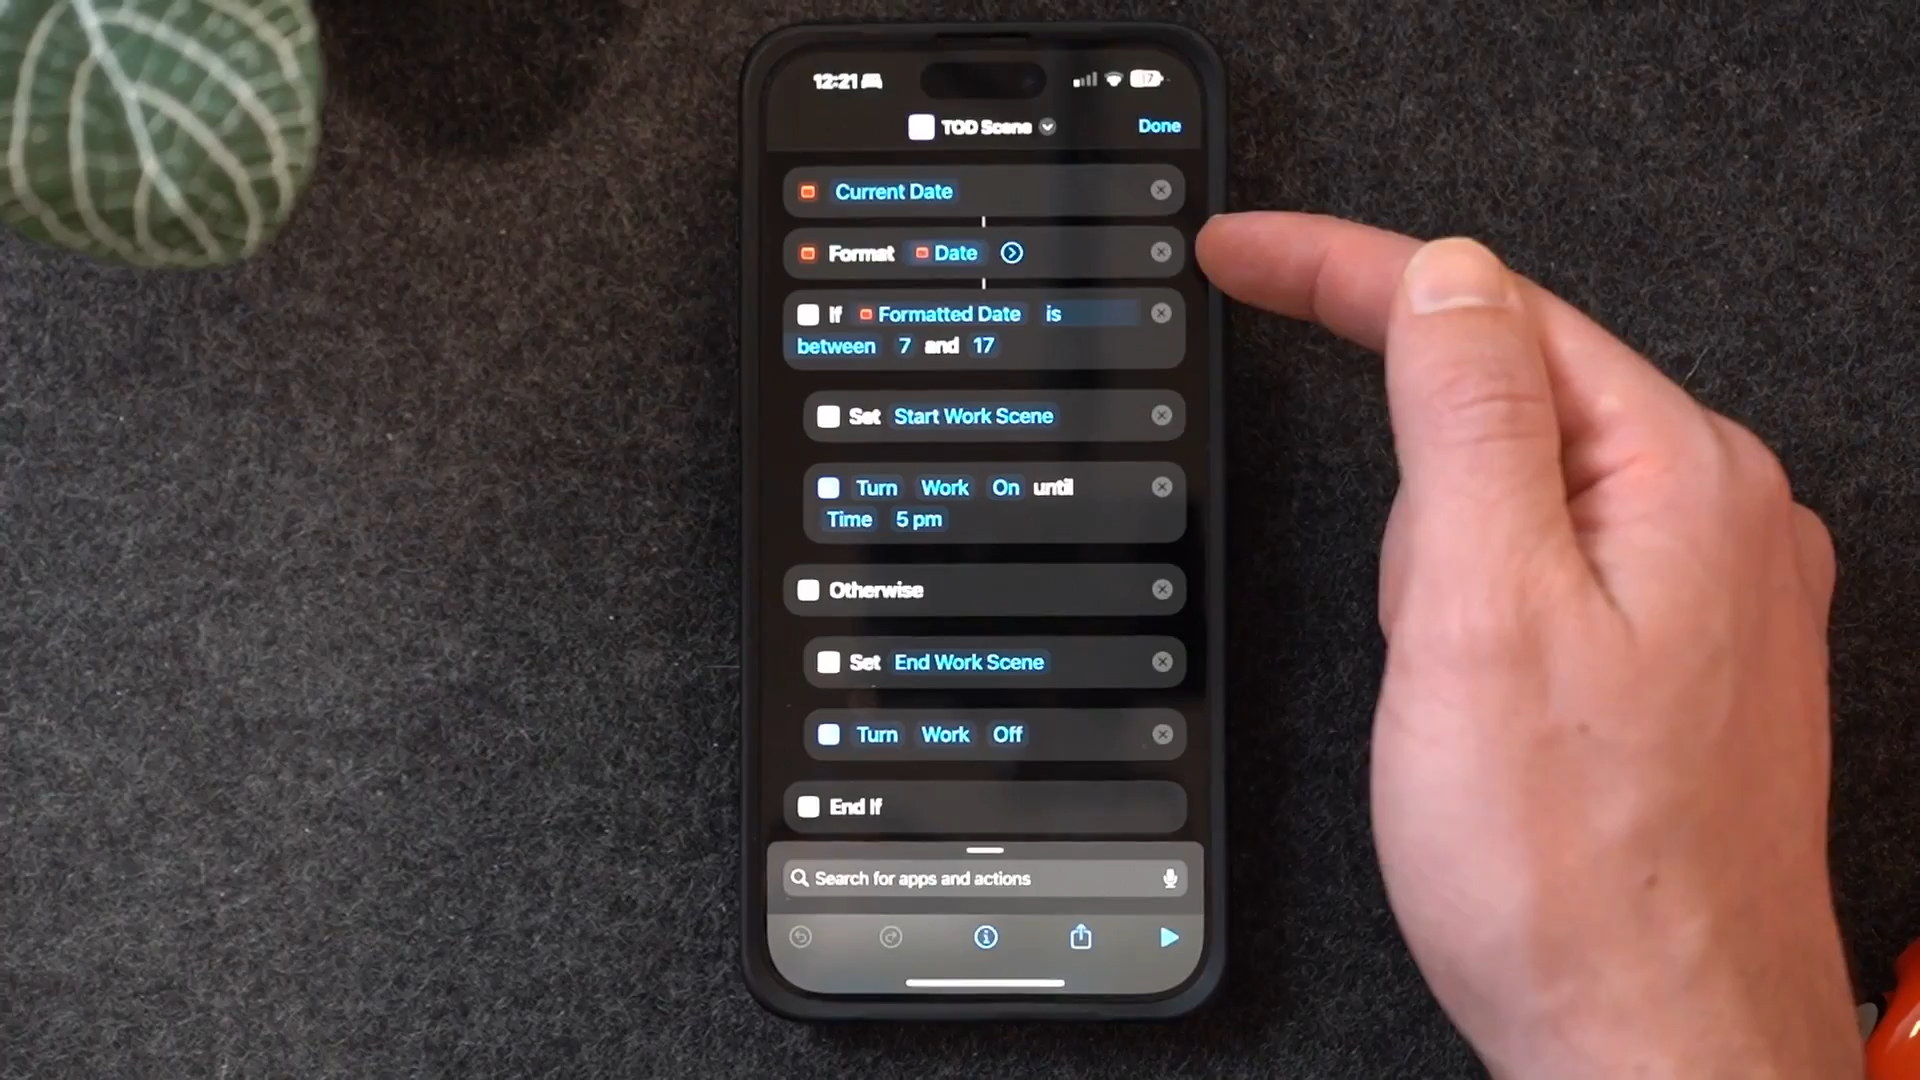 12:21
17
TOD Scene
Done
Current Date
Format Date
If Formatted Date is
between 7 and 17
Set Start Work Scene
Turn Work On until
Time 5 pm
Otherwise
Set End Work Scene
Turn Work Off
End If
Search for apps and actions